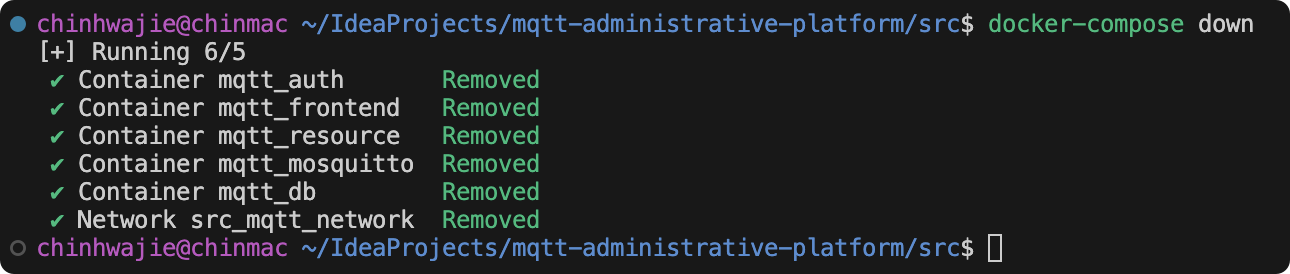 chinhwajie@chinmac ~/IdeaProjects/mqtt-administrative-platform/src$ docker-compose down
[+] Running 6/5
✔ Container mqtt_auth Removed
✔ Container mqtt_frontend Removed
✔ Container mqtt_resource Removed
✔ Container mqtt_mosquitto Removed
✔ Container mqtt_db Removed
✔ Network src_mqtt_network Removed
chinhwajie@chinmac ~/IdeaProjects/mqtt-administrative-platform/src$